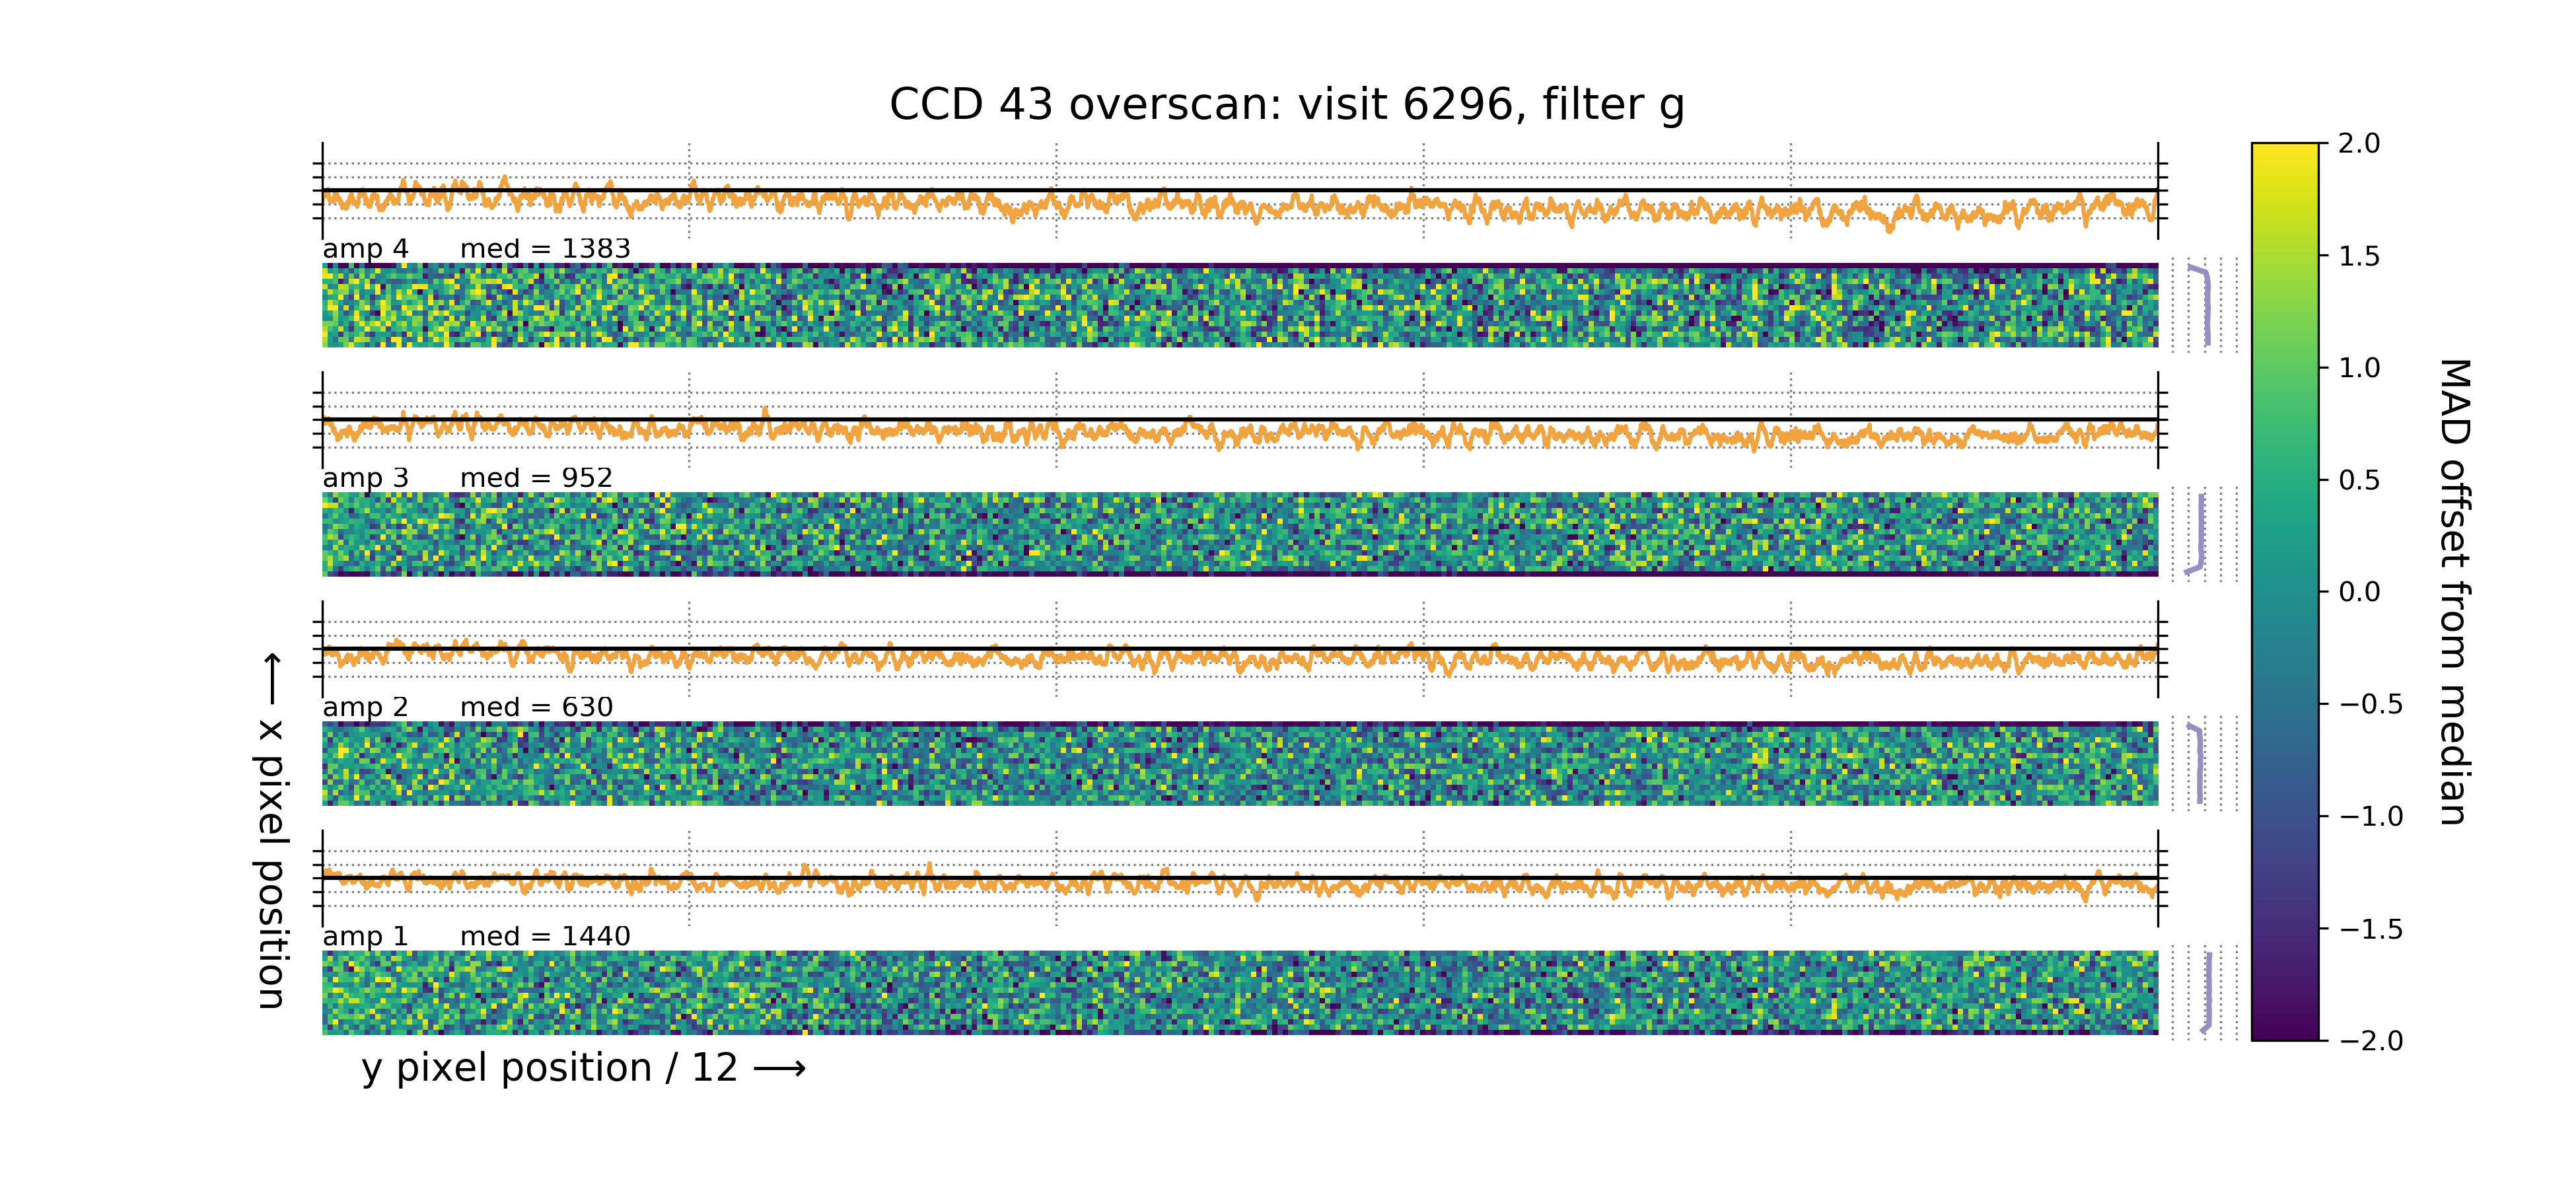 CCD 43 overscan: visit 6296, filter g
amp 4 med = 1383
amp 3 med = 952
amp 2 med = 630
amp 1 med = 1440
⟵ x pixel position
y pixel position / 12 ⟶
2.0
1.5
1.0
0.5
0.0
−0.5
−1.0
−1.5
−2.0
MAD offset from median